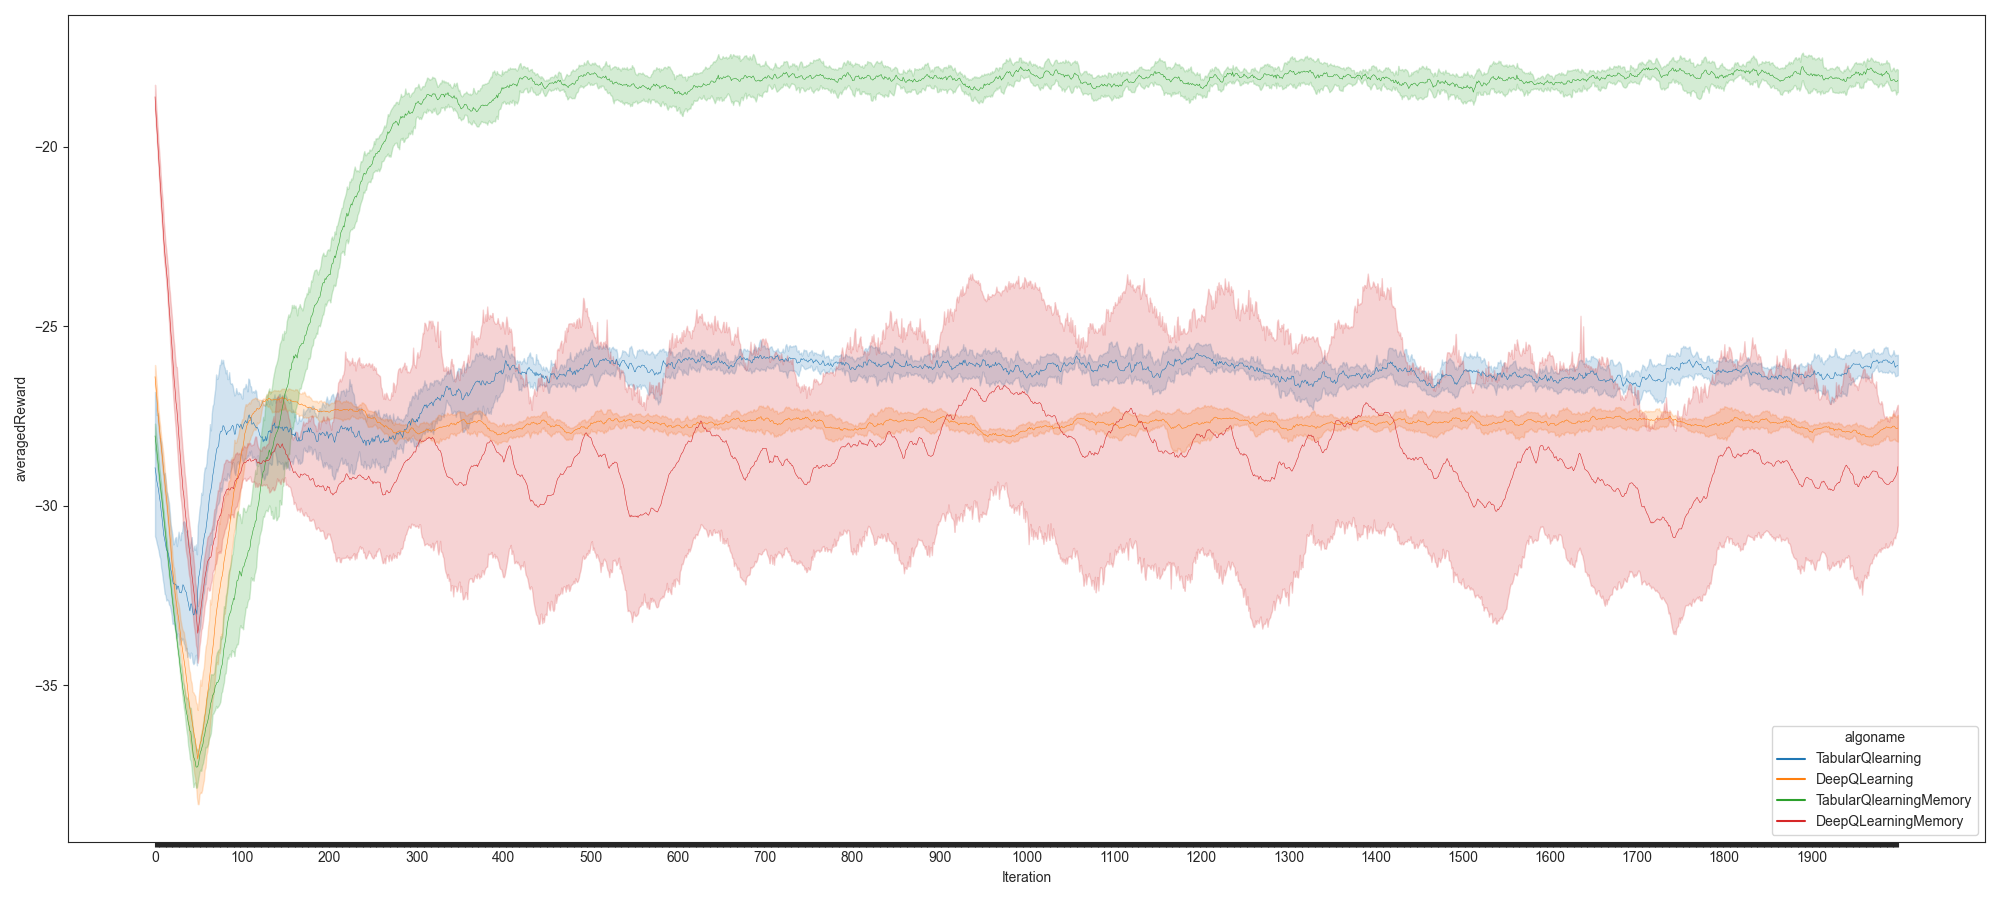 averagedReward
−20
−25
−30
−35
0 100 200 300 400 500 600 700 800 900 1000 1100 1200 1300 1400 1500 1600 1700 1800 1900
Iteration
algoname
TabularQlearning
DeepQLearning
TabularQlearningMemory
DeepQLearningMemory